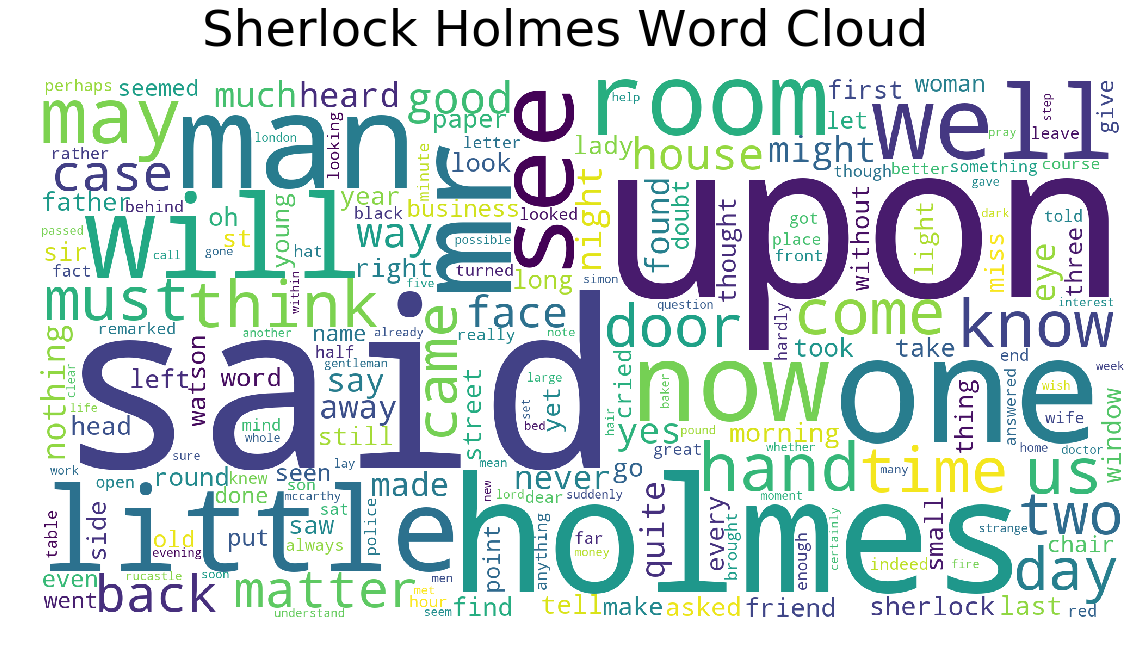 Sherlock Holmes Word Cloud
perhaps
seemed
much
heard
good
see
room
help
first
woman
well
step
give
may
man
london
looking
paper
let
pray
leave
rather
case
letter
look
minute
mr
lady
house
might
though
better
something
course
gave
father
behind
will
oh
young
year
black
business
looked
night
found
doubt
upon
thought
got
place
front
without
light
miss
dark
eye
told
three
passed
sir
st
call
gone
hat
way
possible
fact
within
right
five
turned
long
simon
must
think
face
question
come
know
interest
remarked
another
name
already
came
really
note
door
hardly
took
take
end
nothing
clear
said
half
gentleman
left
watson
word
say
large
cried
now
one
week
life
away
street
set
bed
yet
hair
baker
wish
thing
answered
wife
window
head
mind
whole
still
yes
pound
morning
great
whether
home
doctor
work
sure
lay
mean
never
go
hand
time
many
us
open
round
knew
seen
little
done
son
mccarthy
made
new
lord
dear
suddenly
holmes
moment
two
table
side
sat
saw
police
quite
every
certainly
small
strange
old
evening
put
always
point
anything
far
money
brought
enough
indeed
fire
chair
day
even
rucastle
soon
matter
men
met
went
back
hour
understand
seem
find
tell
make
asked
friend
sherlock
last
red